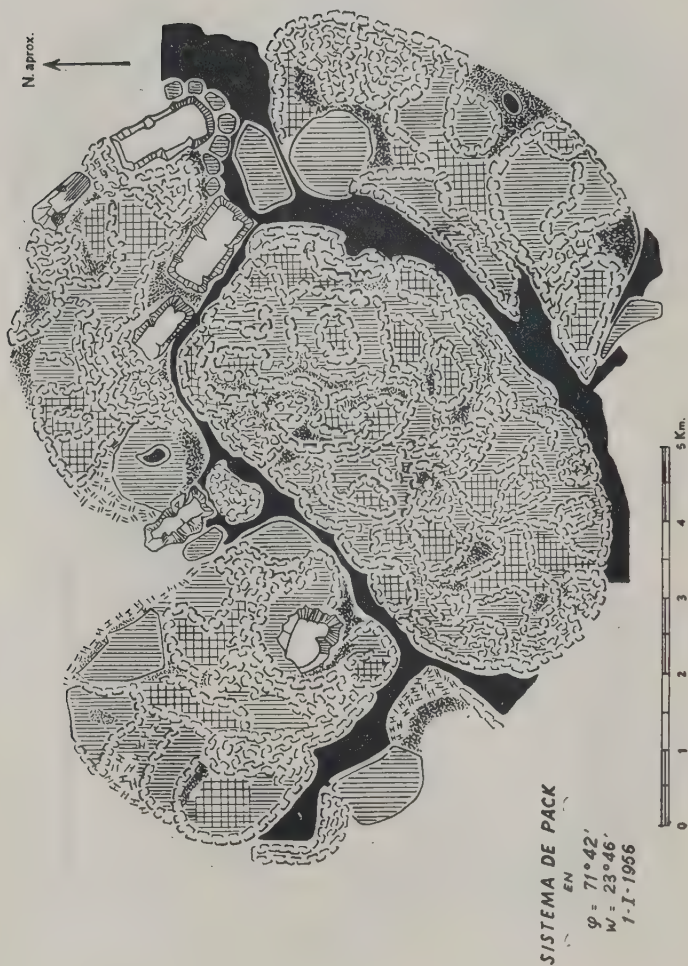 N. aprox.
SISTEMA DE PACK
EN
φ = 71°42'
W = 23°46'
1-I-1956
0 1 2 3 4 5 Km.